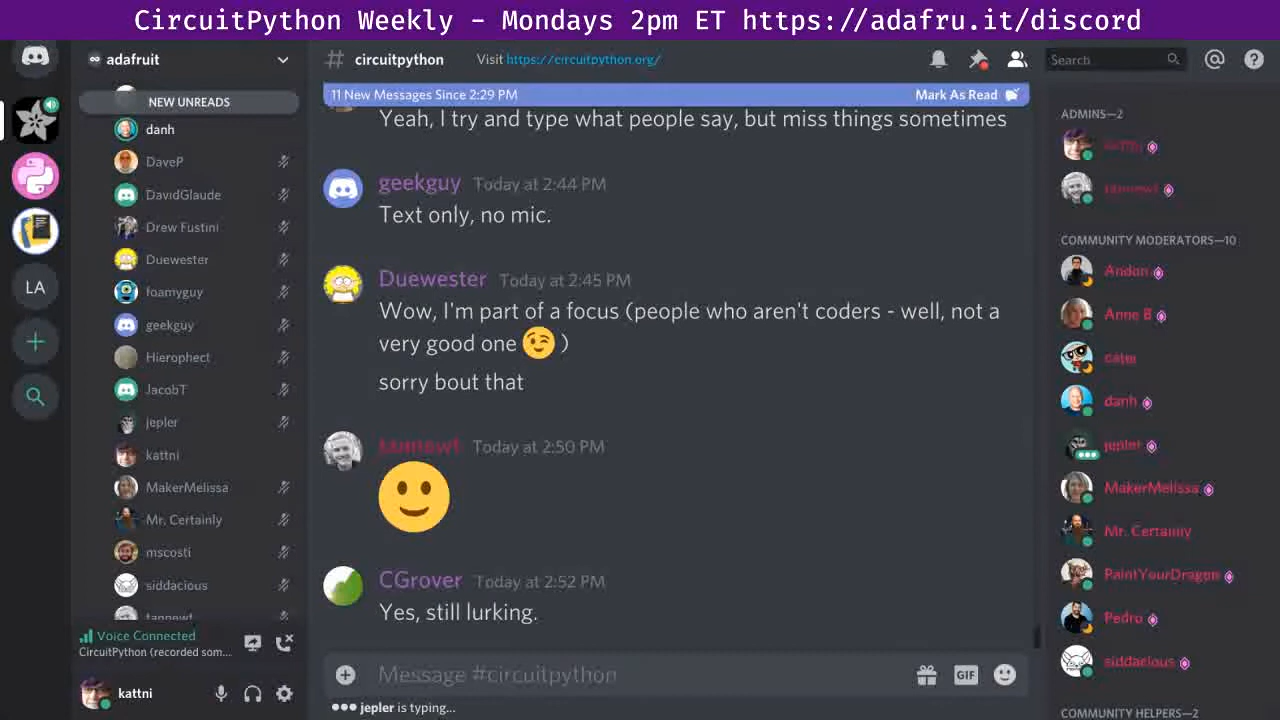 CircuitPython Weekly - Mondays 2pm ET https://adafru.it/discord
adafruit
NEW UNREADS
danh
DaveP
DavidGlaude
Drew Fustini
Duewester
foamyguy
geekguy
Hierophect
JacobT
jepler
kattni
MakerMelissa
Mr. Certainly
mscosti
siddacious
tannewt
Voice Connected
CircuitPython (recorded som...
kattni
LA
# circuitpython
Visit https://circuitpython.org/
11 New Messages Since 2:29 PM
Mark As Read
Yeah, I try and type what people say, but miss things sometimes
geekguy Today at 2:44 PM
Text only, no mic.
Duewester Today at 2:45 PM
Wow, I'm part of a focus (people who aren't coders - well, not a
very good one 😉 )
sorry bout that
tannewt Today at 2:50 PM
🙂
CGrover Today at 2:52 PM
Yes, still lurking.
Message #circuitpython
GIF
jepler is typing...
Search
ADMINS—2
kattni
tannewt
COMMUNITY MODERATORS—10
Andon
Anne B
cater
danh
jepler
MakerMelissa
Mr. Certainly
PaintYourDragon
Pedro
siddacious
COMMUNITY HELPERS—2